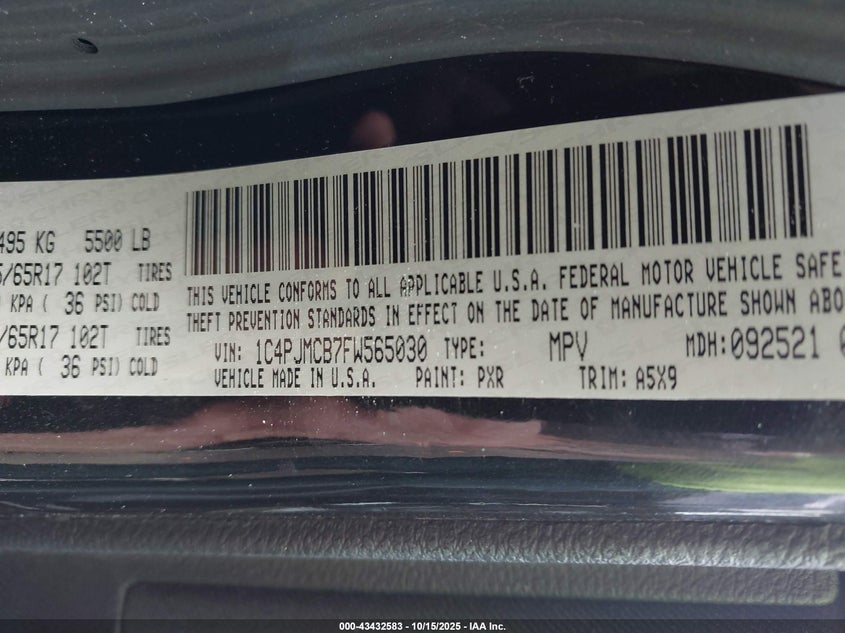 495 KG 5500 LB
/65R17 102T TIRES
KPA ( 36 PSI) COLD
/65R17 102T TIRES
KPA ( 36 PSI) COLD
THIS VEHICLE CONFORMS TO ALL APPLICABLE U.S.A. FEDERAL MOTOR VEHICLE SAFE
THEFT PREVENTION STANDARDS IN EFFECT ON THE DATE OF MANUFACTURE SHOWN ABO
VIN: 1C4PJMCB7FW565030 TYPE: MPV MDH: 092521
VEHICLE MADE IN U.S.A. PAINT: PXR TRIM: A5X9
000-43432583 - 10/15/2025 - IAA Inc.